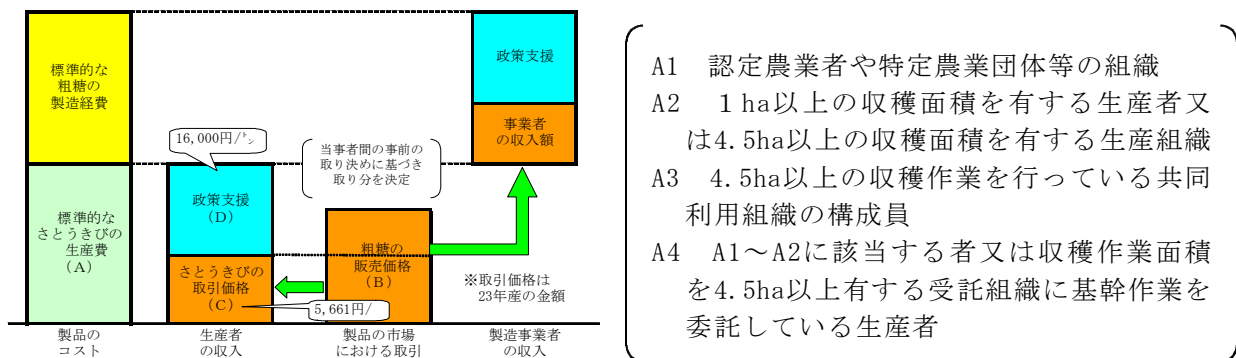 標準的な
粗糖の
製造経費
標準的な
さとうきびの
生産費
(A)
製品の
コスト
16,000円/㌧
政策支援
(D)
さとうきびの
取引価格
(C)
5,661円/
生産者
の収入
当事者間の事前の
取り決めに基づき
取り分を決定
粗糖の
販売価格
(B)
製品の市場
における取引
政策支援
事業者
の収入額
※取引価格は
23年産の金額
製造事業者
の収入
A1 認定農業者や特定農業団体等の組織
A2 1ha以上の収穫面積を有する生産者又
は4.5ha以上の収穫面積を有する生産組織
A3 4.5ha以上の収穫作業を行っている共同
利用組織の構成員
A4 A1~A2に該当する者又は収穫作業面積
を4.5ha以上有する受託組織に基幹作業を
委託している生産者